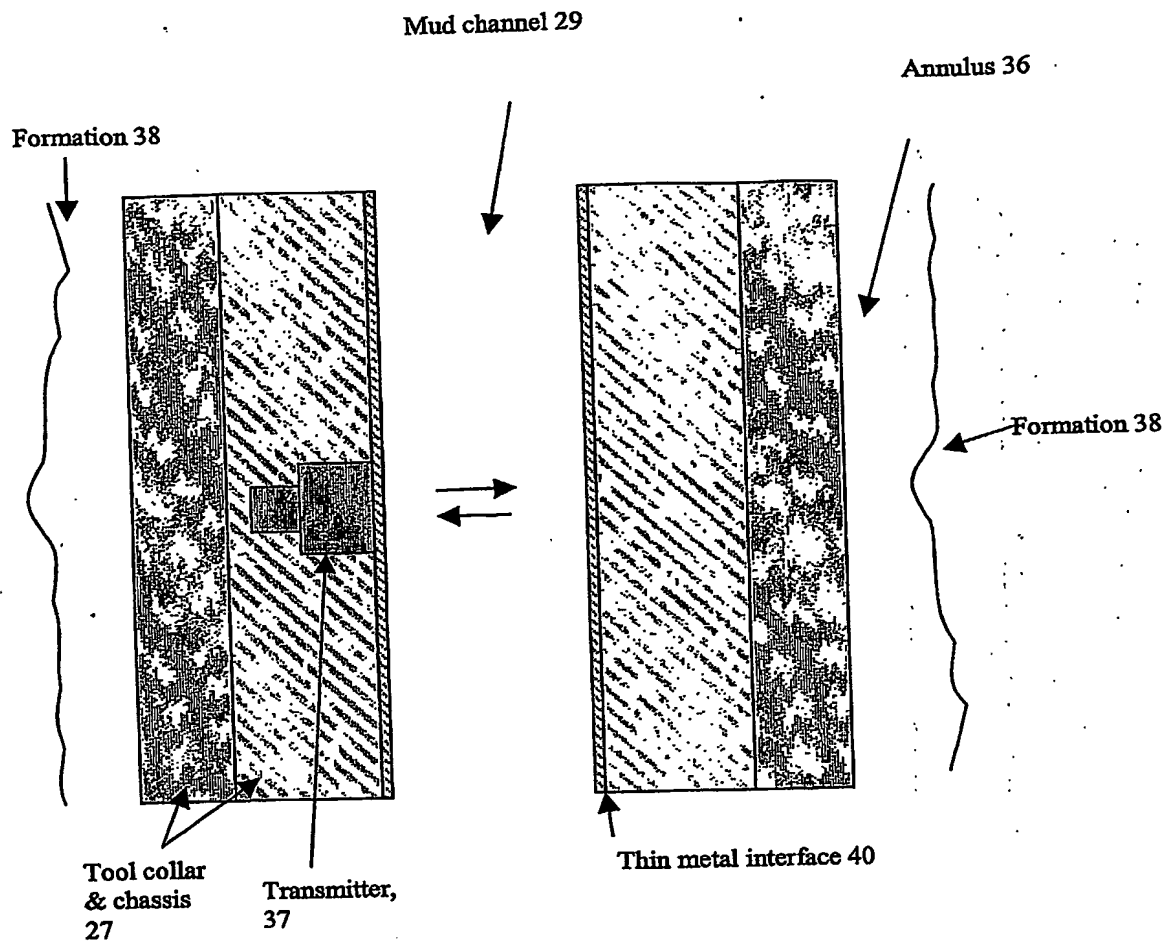 Mud channel 29
Annulus 36
Formation 38
Formation 38
Thin metal interface 40
Tool collar
& chassis
27
Transmitter,
37